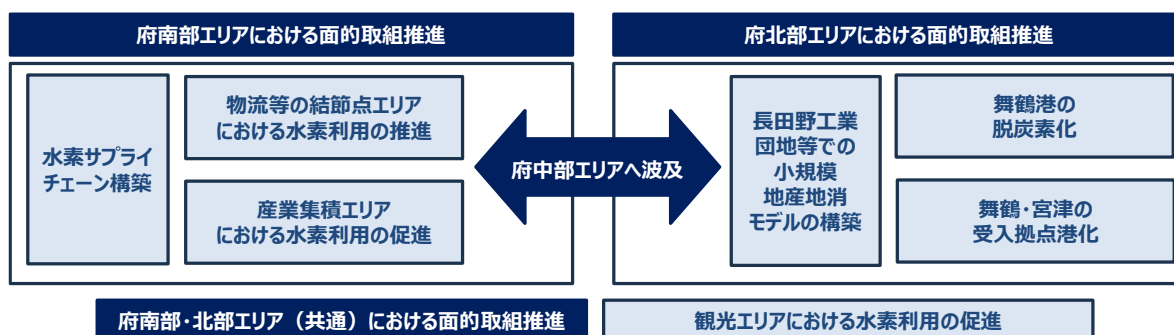 府南部エリアにおける面的取組推進
水素サプライ
チェーン構築
物流等の結節点エリア
における水素利用の推進
産業集積エリア
における水素利用の促進
府中部エリアへ波及
府北部エリアにおける面的取組推進
長田野工業
団地等での
小規模
地産地消
モデルの構築
舞鶴港の
脱炭素化
舞鶴・宮津の
受入拠点港化
府南部・北部エリア（共通）における面的取組推進
観光エリアにおける水素利用の促進